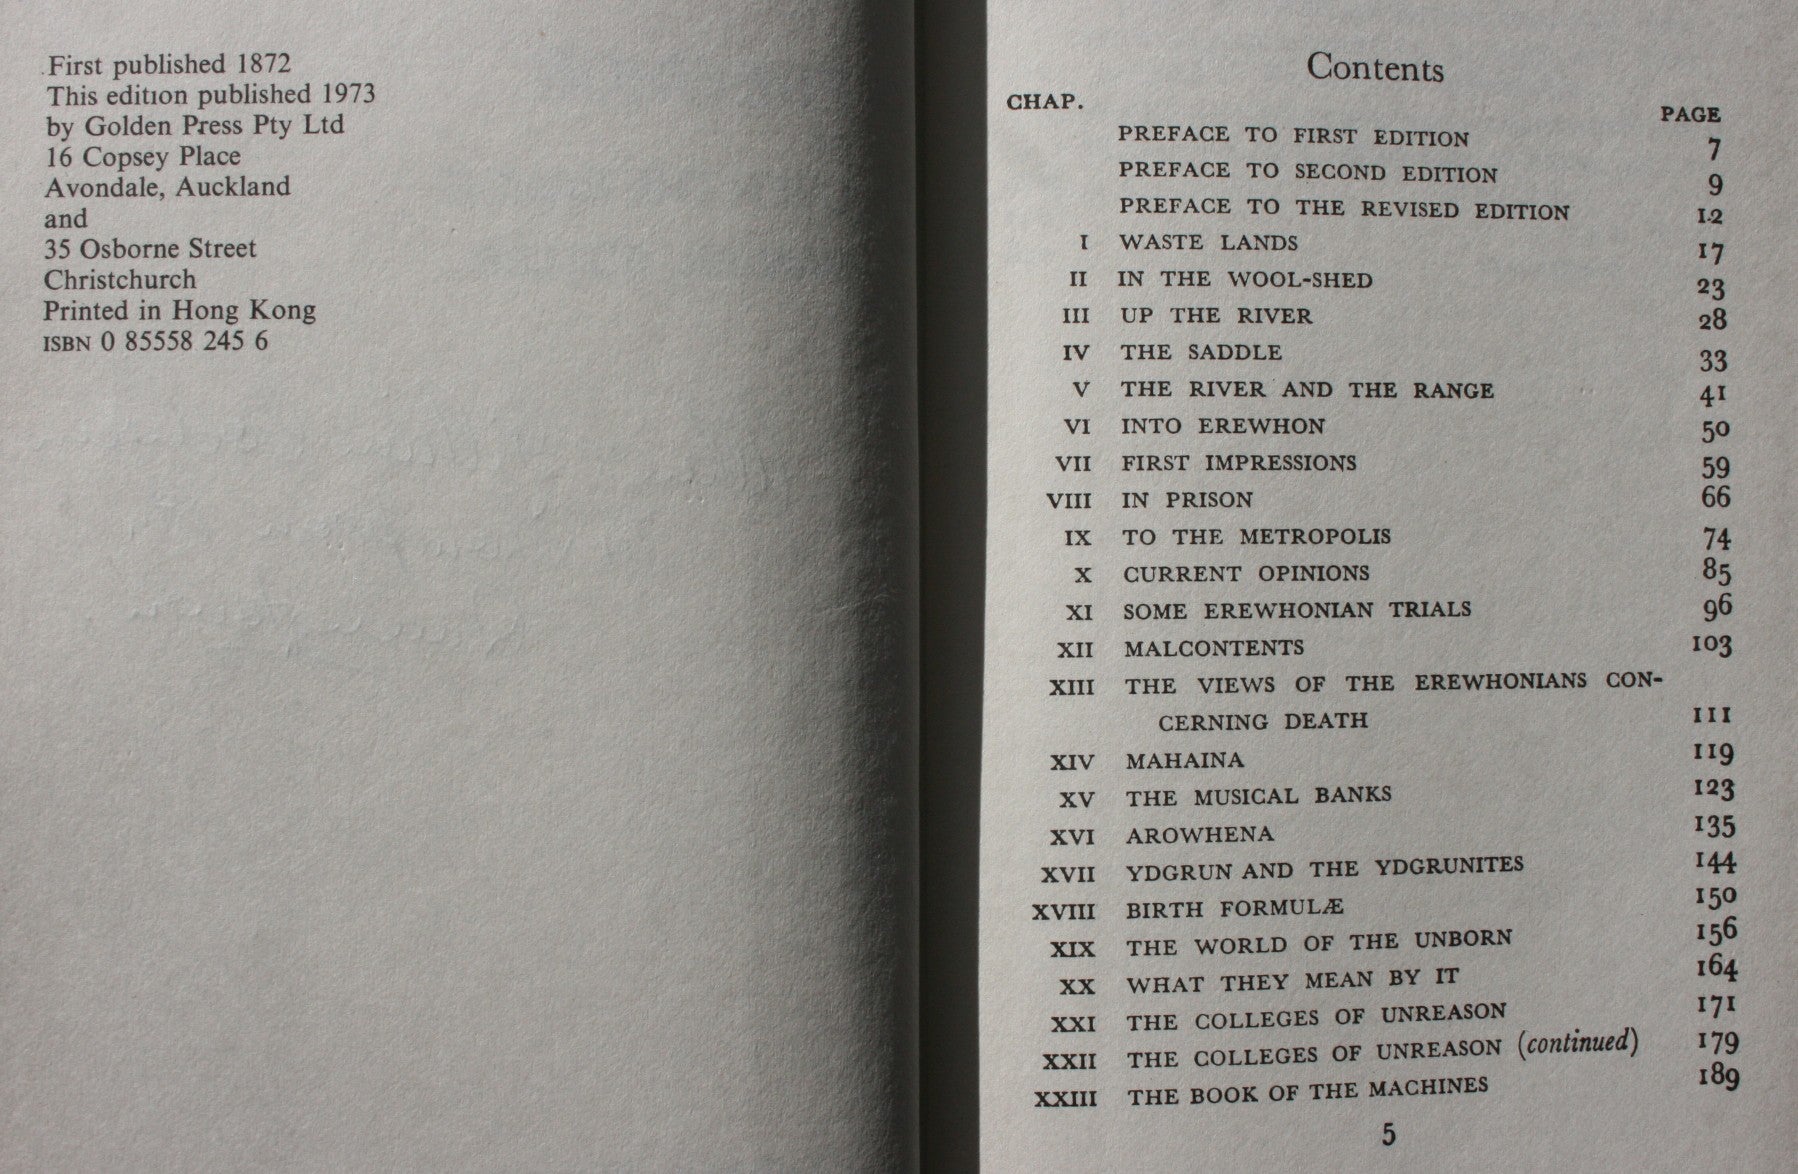 First published 1872
This edition published 1973
by Golden Press Pty Ltd
16 Copsey Place
Avondale, Auckland
and
35 Osborne Street
Christchurch
Printed in Hong Kong
ISBN 0 85558 245 6
Contents
CHAP. PAGE
PREFACE TO FIRST EDITION 7
PREFACE TO SECOND EDITION 9
PREFACE TO THE REVISED EDITION 12
I WASTE LANDS 17
II IN THE WOOL-SHED 23
III UP THE RIVER 28
IV THE SADDLE 33
V THE RIVER AND THE RANGE 41
VI INTO EREWHON 50
VII FIRST IMPRESSIONS 59
VIII IN PRISON 66
IX TO THE METROPOLIS 74
X CURRENT OPINIONS 85
XI SOME EREWHONIAN TRIALS 96
XII MALCONTENTS 103
XIII THE VIEWS OF THE EREWHONIANS CON-
CERNING DEATH 111
XIV MAHAINA 119
XV THE MUSICAL BANKS 123
XVI AROWHENA 135
XVII YDGRUN AND THE YDGRUNITES 144
XVIII BIRTH FORMULÆ 150
XIX THE WORLD OF THE UNBORN 156
XX WHAT THEY MEAN BY IT 164
XXI THE COLLEGES OF UNREASON 171
XXII THE COLLEGES OF UNREASON (continued) 179
XXIII THE BOOK OF THE MACHINES 189
5